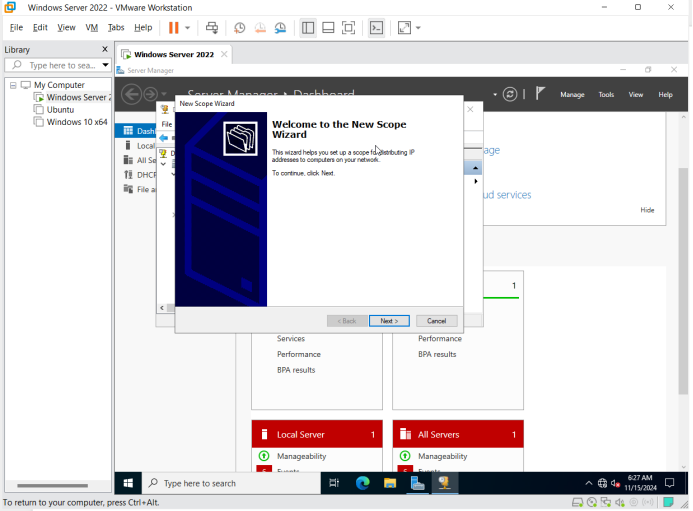 Windows Server 2022 - VMware Workstation
File Edit View VM Tabs Help
Library X
Type here to sea...
My Computer
Windows Server 2
Ubuntu
Windows 10 x64
Windows Server 2022
Server Manager
Server Manager Dashboard
Manage Tools View Help
Dash
Local
All Se
DHCP
File a
File
D
New Scope Wizard
Welcome to the New Scope
Wizard
This wizard helps you set up a scope for distributing IP
addresses to computers on your network.
To continue, click Next.
< Back Next > Cancel
age
ud services
Hide
1
Services
Performance
BPA results
Performance
BPA results
Local Server 1
Manageability
Events
All Servers 1
Manageability
Events
Type here to search
6:27 AM
11/15/2024
To return to your computer, press Ctrl+Alt.